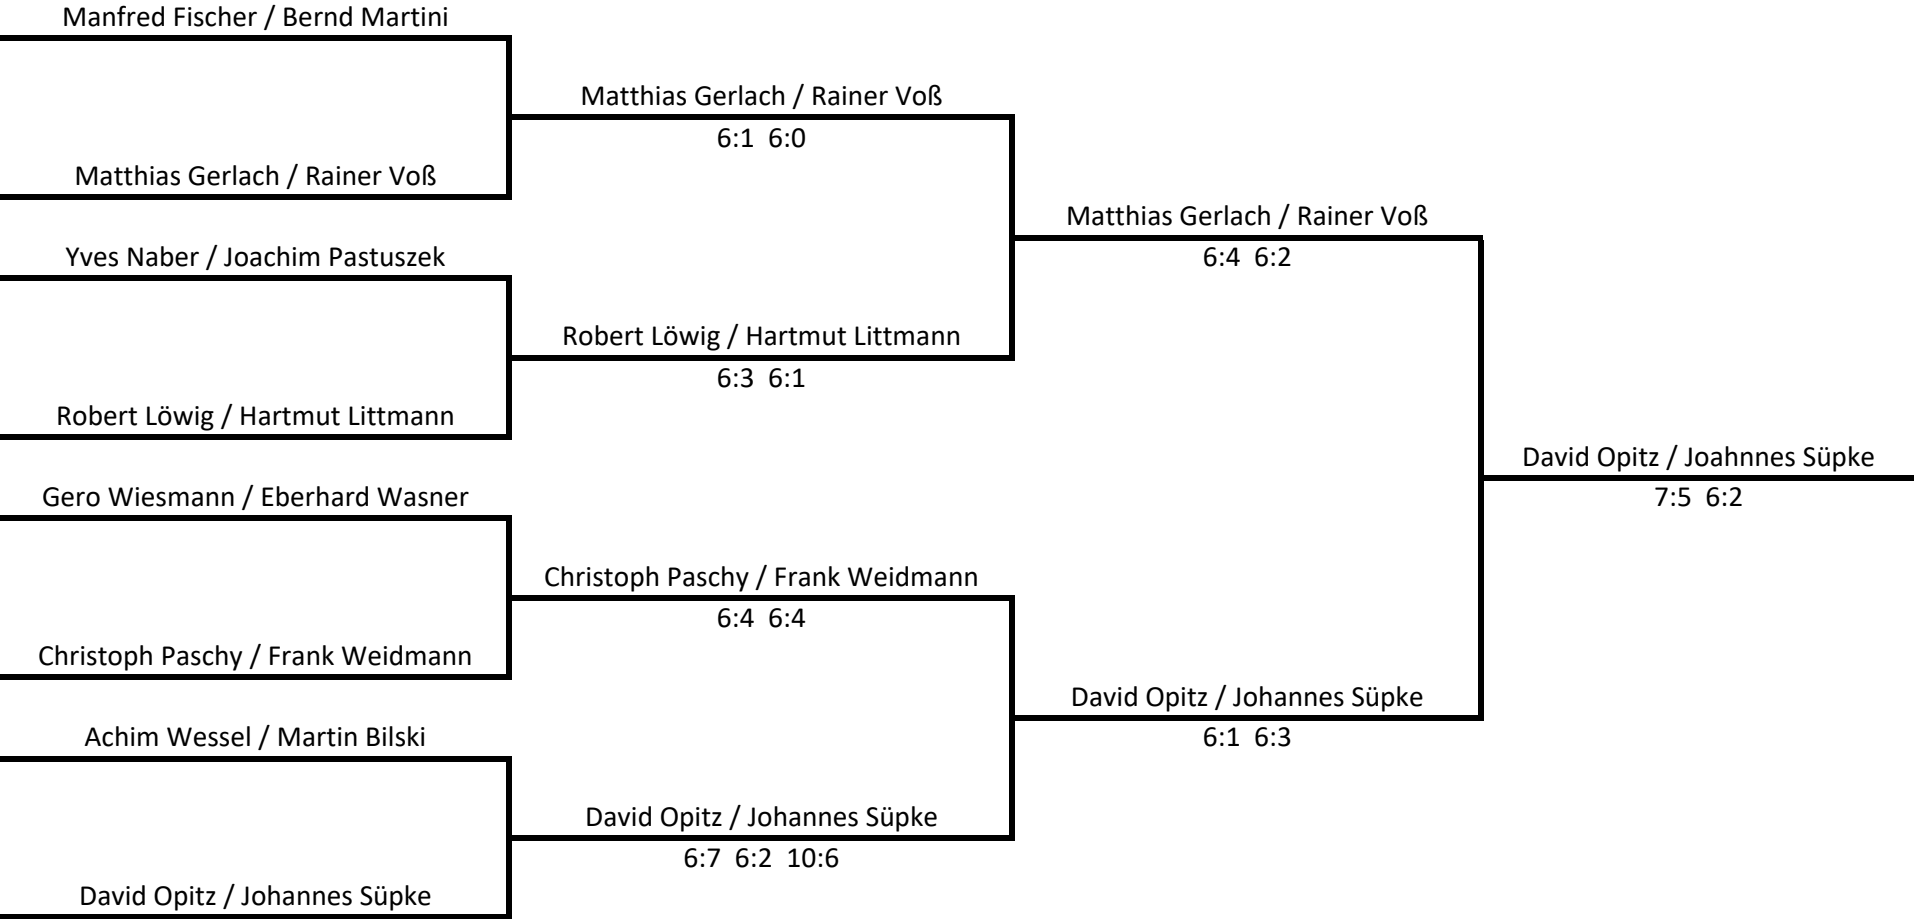 Manfred Fischer / Bernd Martini
Matthias Gerlach / Rainer Voß
6:1 6:0
Matthias Gerlach / Rainer Voß
Matthias Gerlach / Rainer Voß
6:4 6:2
Yves Naber / Joachim Pastuszek
Robert Löwig / Hartmut Littmann
6:3 6:1
Robert Löwig / Hartmut Littmann
David Opitz / Joahnnes Süpke
7:5 6:2
Gero Wiesmann / Eberhard Wasner
Christoph Paschy / Frank Weidmann
6:4 6:4
Christoph Paschy / Frank Weidmann
David Opitz / Johannes Süpke
6:1 6:3
Achim Wessel / Martin Bilski
David Opitz / Johannes Süpke
6:7 6:2 10:6
David Opitz / Johannes Süpke